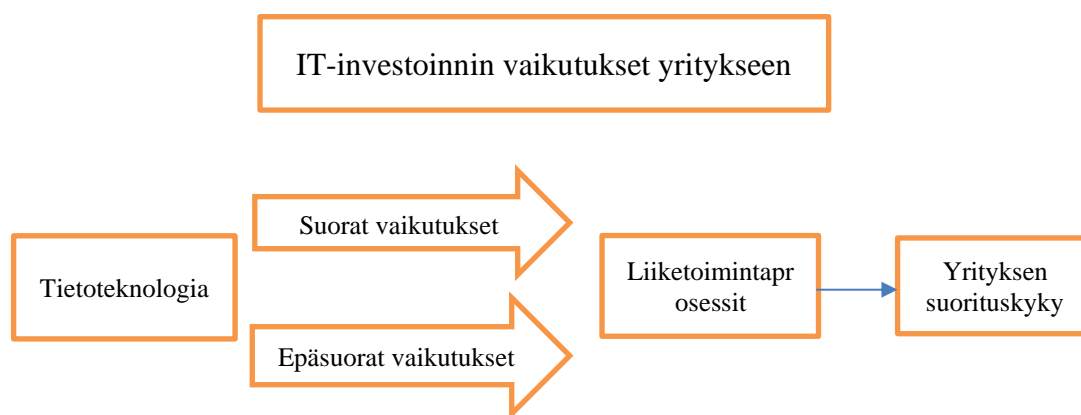 IT-investoinnin vaikutukset yritykseen
Suorat vaikutukset
Tietoteknologia
Liiketoimintapr
osessit
Yrityksen
suorituskyky
Epäsuorat vaikutukset